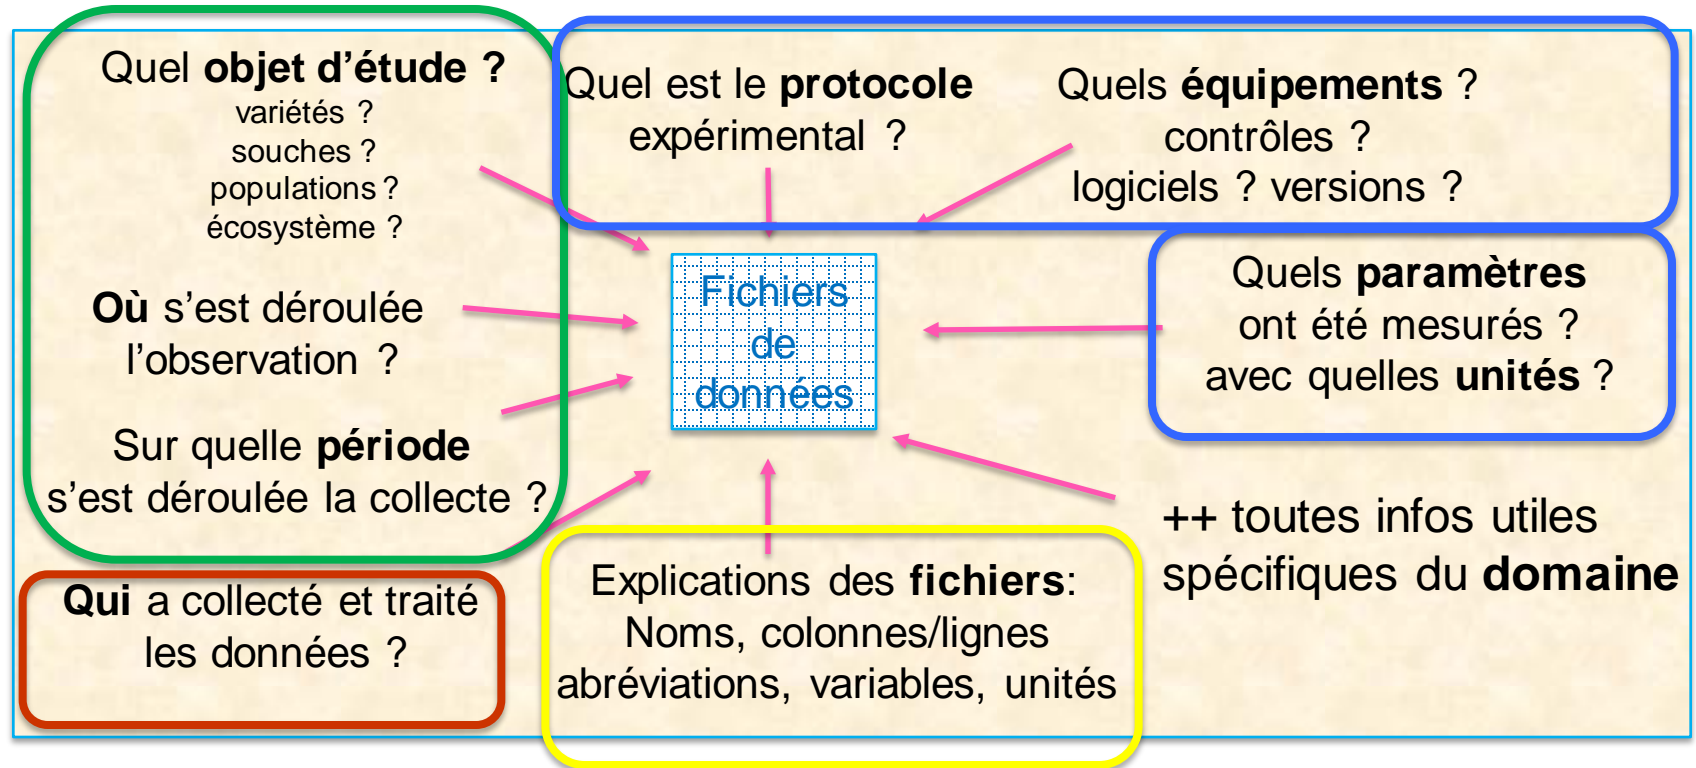 Quel objet d'étude ?
variétés ?
souches ?
populations ?
écosystème ?
Où s'est déroulée
l'observation ?
Sur quelle période
s'est déroulée la collecte ?
Qui a collecté et traité
les données ?
Quel est le protocole
expérimental ?
Quels équipements ?
contrôles ?
logiciels ? versions ?
Fichiers
de
données
Quels paramètres
ont été mesurés ?
avec quelles unités ?
Explications des fichiers:
Noms, colonnes/lignes
abréviations, variables, unités
++ toutes infos utiles
spécifiques du domaine